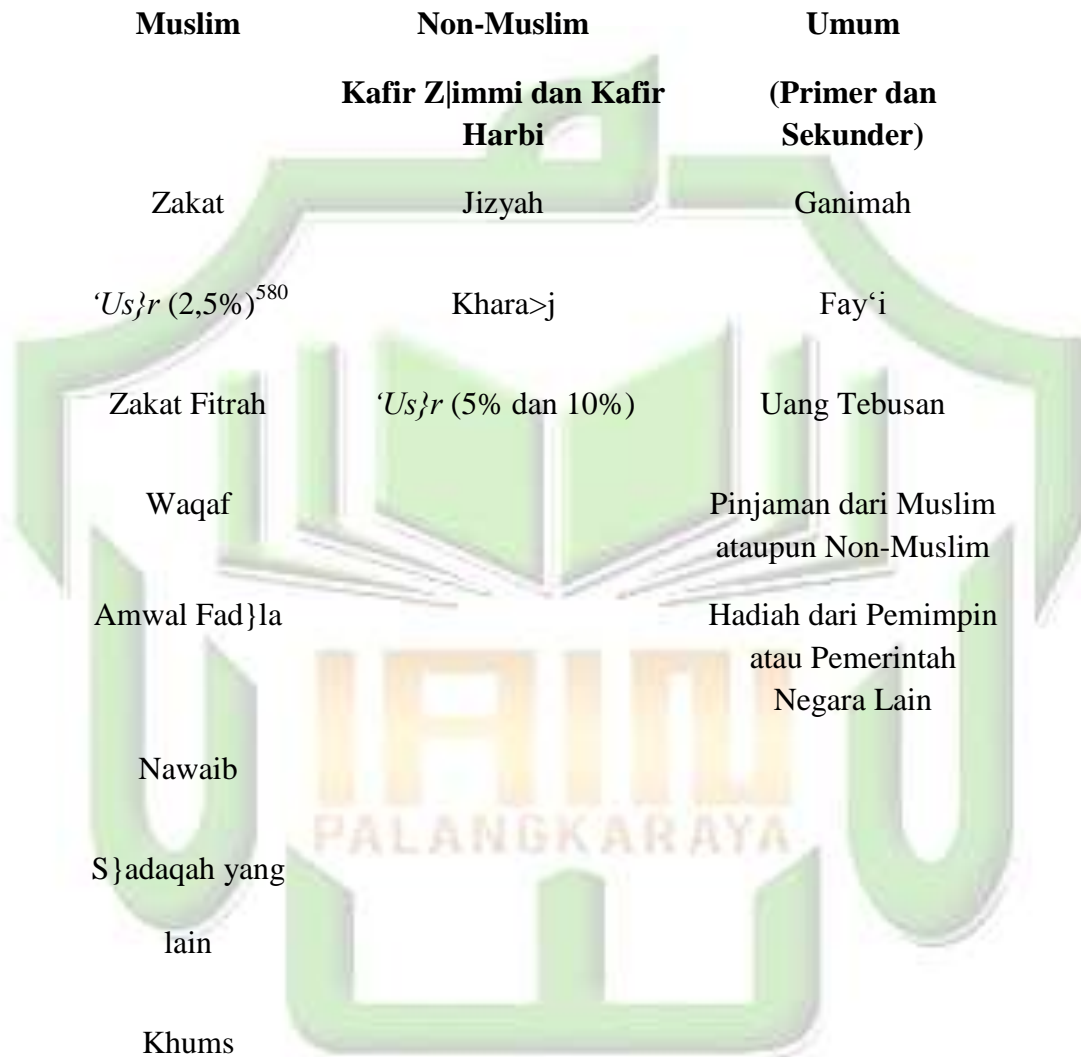 Muslim Non-Muslim Umum
Kafir Z|immi dan Kafir (Primer dan
Harbi Sekunder)
Zakat Jizyah Ganimah
‘Us}r (2,5%)580 Khara>j Fay‘i
Zakat Fitrah ‘Us}r (5% dan 10%) Uang Tebusan
Waqaf Pinjaman dari Muslim
ataupun Non-Muslim
Amwal Fad}la Hadiah dari Pemimpin
atau Pemerintah
Negara Lain
Nawaib
S}adaqah yang
lain
Khums
IAIN
PALANGKARAYA